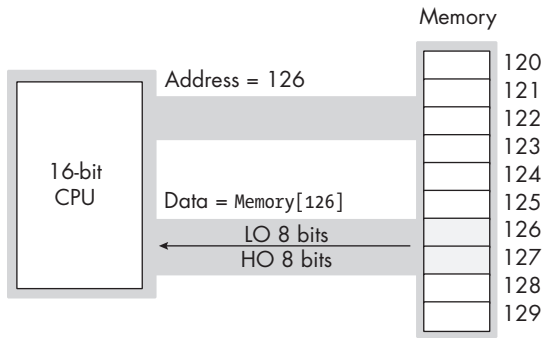 Memory
Address = 126
16-bit
CPU
Data = Memory[126]
LO 8 bits
HO 8 bits
120
121
122
123
124
125
126
127
128
129